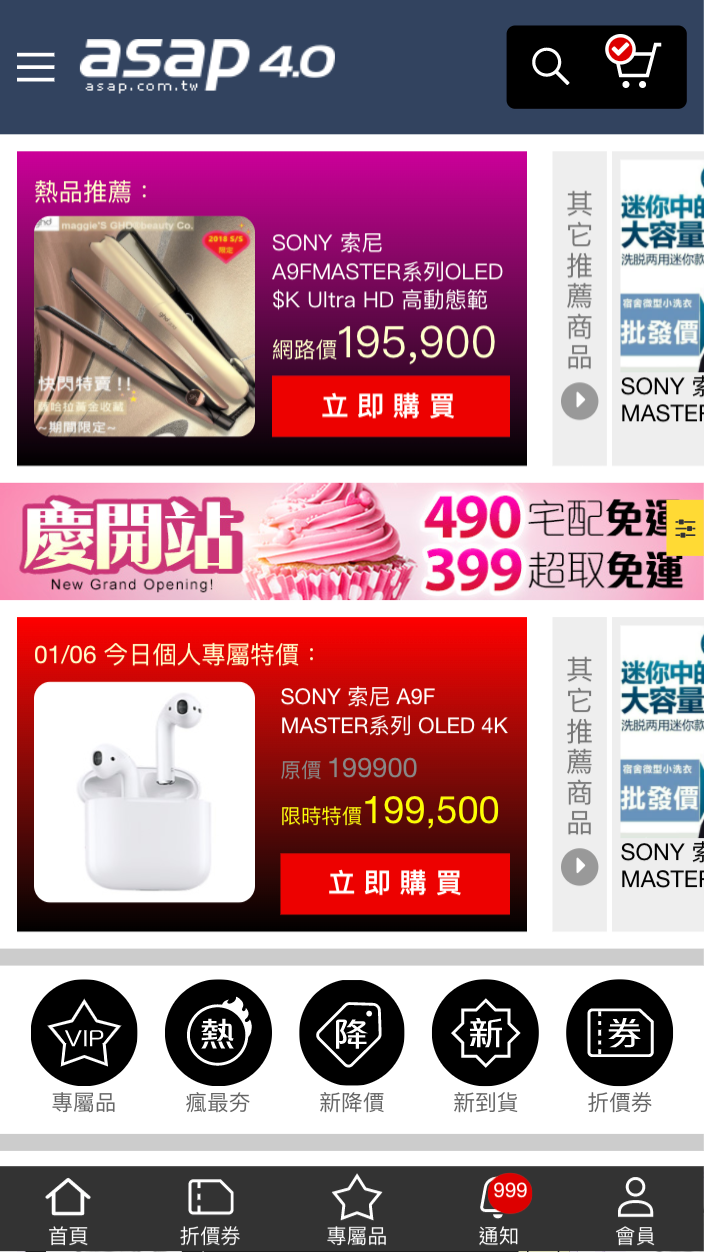 asap 4.0
asap.com.tw
熱品推薦：
ghd
maggie'S GHD&beauty Co.
2018 S/S
限定
快閃特賣!!
~期間限定~
SONY 索尼
A9FMASTER系列OLED
$K Ultra HD 高動態範
網路價195,900
立即購買
其它推薦商品
迷你中的
大容量
洗脱两用迷你款
宿舍微型小洗衣
批發價
SONY 索
MASTER
慶開站
New Grand Opening!
490宅配免運
399超取免運
01/06 今日個人專屬特價：
SONY 索尼 A9F
MASTER系列 OLED 4K
原價 199900
限時特價199,500
立即購買
其它推薦商品
迷你中的
大容量
洗脱两用迷你款
宿舍微型小洗衣
批發價
SONY 索
MASTER
VIP
熱
降
新
券
專屬品
瘋最夯
新降價
新到貨
折價券
999
首頁
折價券
專屬品
通知
會員